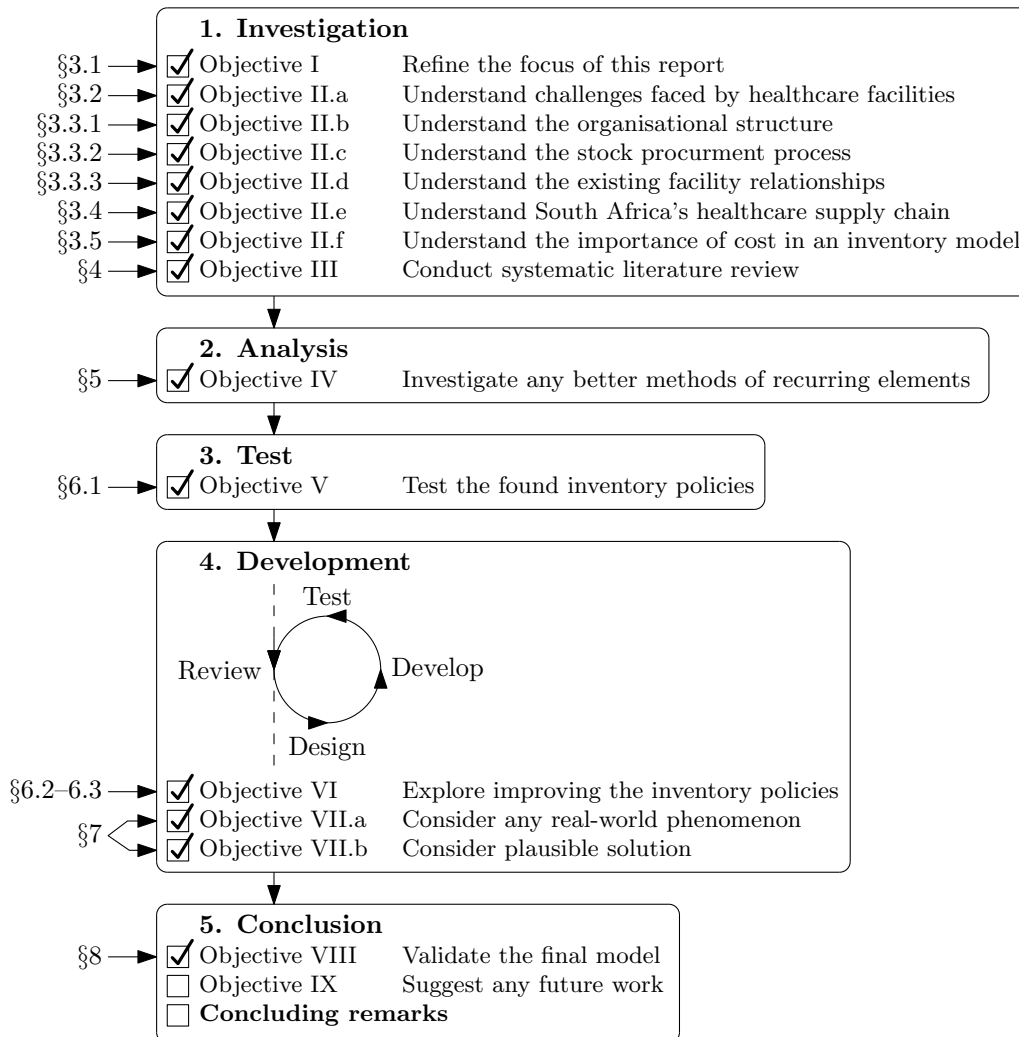 1. Investigation
§3.1 Objective I Refine the focus of this report
§3.2 Objective II.a Understand challenges faced by healthcare facilities
§3.3.1 Objective II.b Understand the organisational structure
§3.3.2 Objective II.c Understand the stock procurment process
§3.3.3 Objective II.d Understand the existing facility relationships
§3.4 Objective II.e Understand South Africa's healthcare supply chain
§3.5 Objective II.f Understand the importance of cost in an inventory model
§4 Objective III Conduct systematic literature review
2. Analysis
§5 Objective IV Investigate any better methods of recurring elements
3. Test
§6.1 Objective V Test the found inventory policies
4. Development
Test
Review Develop
Design
§6.2–6.3 Objective VI Explore improving the inventory policies
§7 Objective VII.a Consider any real-world phenomenon
Objective VII.b Consider plausible solution
5. Conclusion
§8 Objective VIII Validate the final model
Objective IX Suggest any future work
Concluding remarks